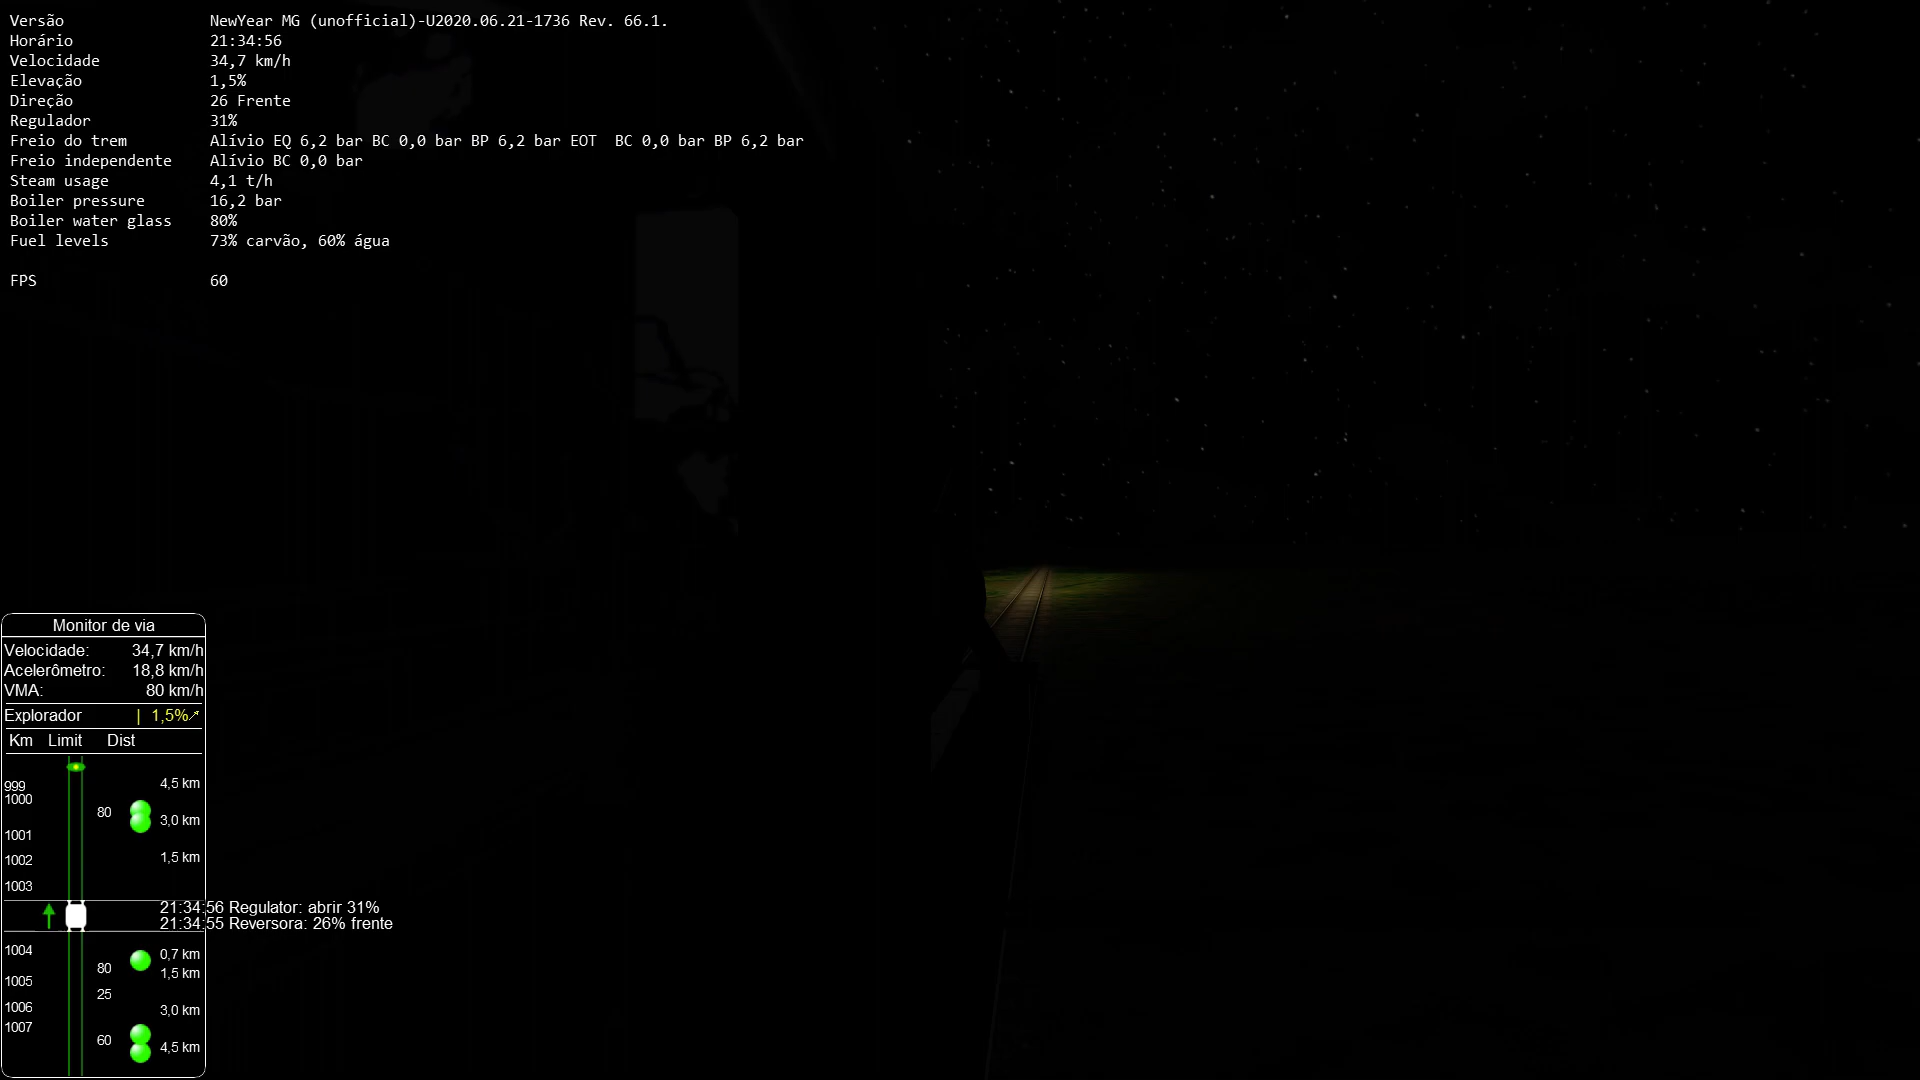 Versão NewYear MG (unofficial)-U2020.06.21-1736 Rev. 66.1.
Horário 21:34:56
Velocidade 34,7 km/h
Elevação 1,5%
Direção 26 Frente
Regulador 31%
Freio do trem Alívio EQ 6,2 bar BC 0,0 bar BP 6,2 bar EOT BC 0,0 bar BP 6,2 bar
Freio independente Alívio BC 0,0 bar
Steam usage 4,1 t/h
Boiler pressure 16,2 bar
Boiler water glass 80%
Fuel levels 73% carvão, 60% água
FPS 60
Monitor de via
Velocidade: 34,7 km/h
Acelerômetro: 18,8 km/h
VMA: 80 km/h
Explorador | 1,5%↗
Km Limit Dist
4,5 km
999
1000
80
3,0 km
1001
1,5 km
1002
1003
21:34:56 Regulator: abrir 31%
21:34:55 Reversora: 26% frente
1004
0,7 km
80
1,5 km
1005
25
1006
3,0 km
1007
60
4,5 km